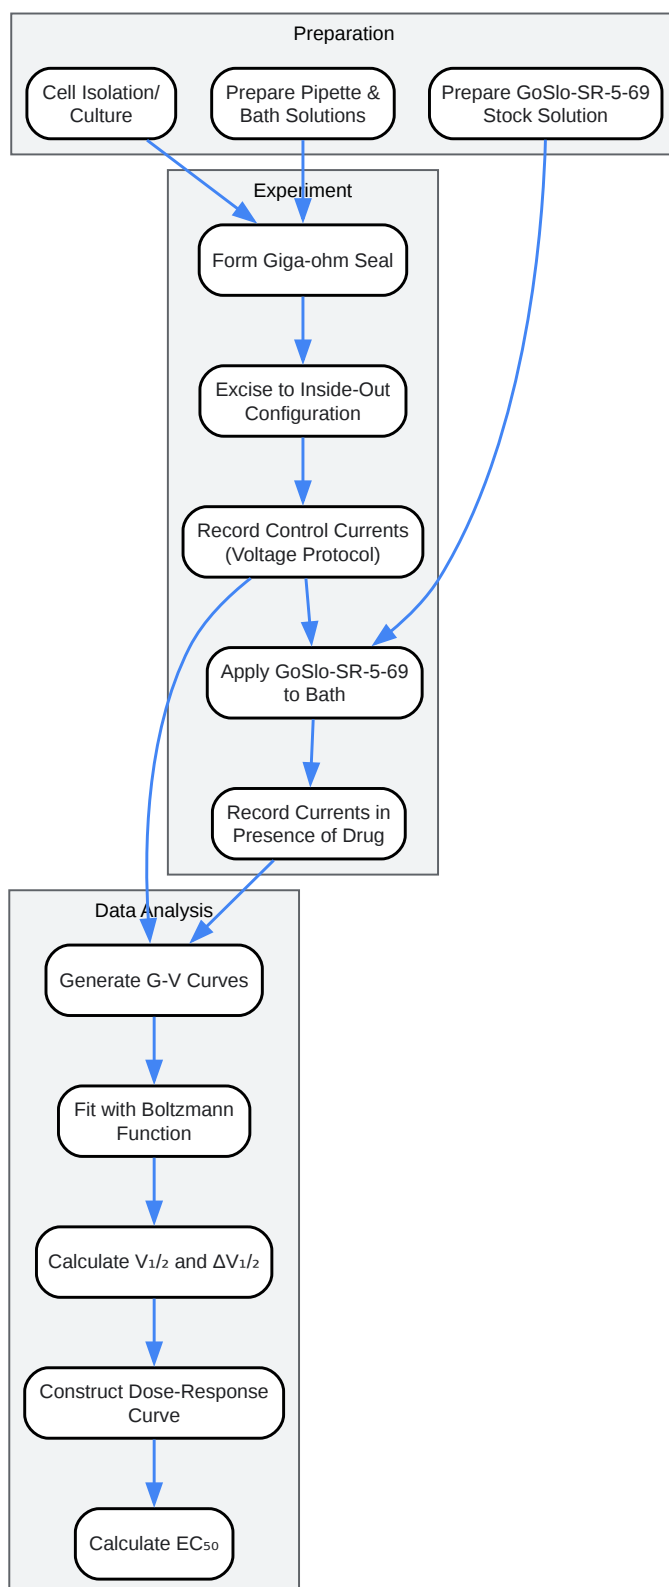 Preparation
Cell Isolation/
Culture
Prepare Pipette &
Bath Solutions
Prepare GoSlo-SR-5-69
Stock Solution
Experiment
Form Giga-ohm Seal
Excise to Inside-Out
Configuration
Record Control Currents
(Voltage Protocol)
Apply GoSlo-SR-5-69
to Bath
Record Currents in
Presence of Drug
Data Analysis
Generate G-V Curves
Fit with Boltzmann
Function
Calculate V₁/₂ and ΔV₁/₂
Construct Dose-Response
Curve
Calculate EC₅₀